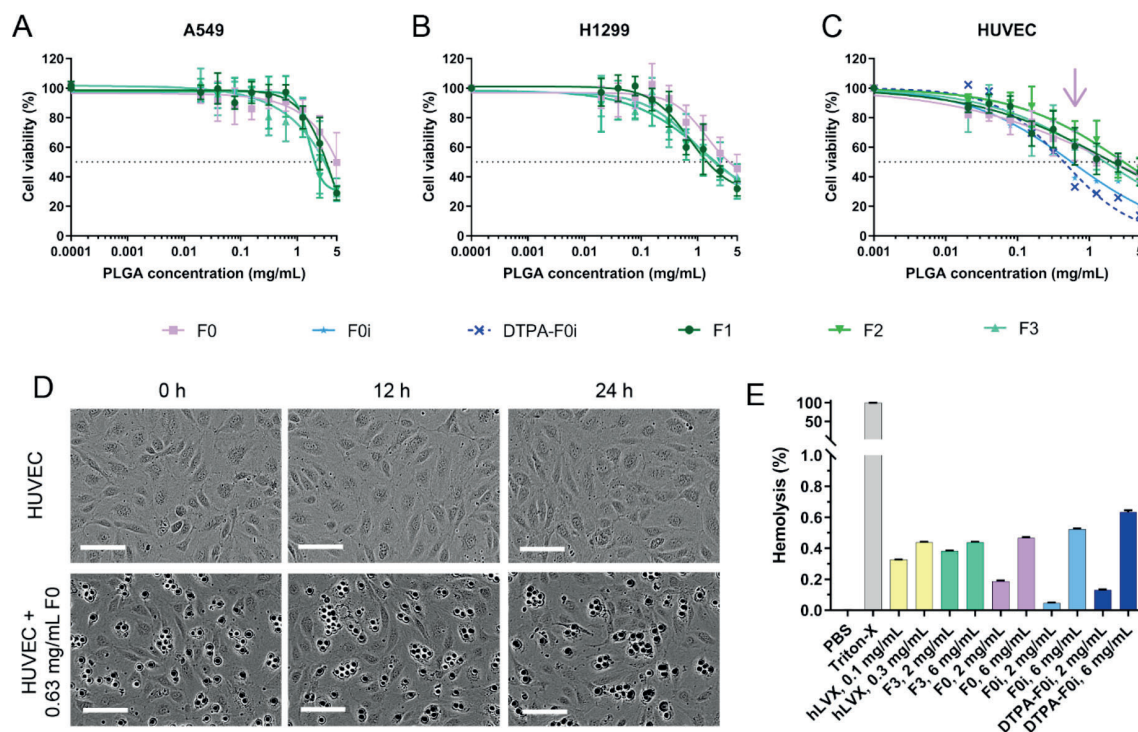 A
A549
Cell viability (%)
120
100
80
60
40
20
0
0.0001
0.001
0.01
0.1
1
5
PLGA concentration (mg/mL)
B
H1299
Cell viability (%)
120
100
80
60
40
20
0
0.0001
0.001
0.01
0.1
1
5
PLGA concentration (mg/mL)
C
HUVEC
Cell viability (%)
120
100
80
60
40
20
0
0.001
0.01
0.1
1
5
PLGA concentration (mg/mL)
F0
F0i
DTPA-F0i
F1
F2
F3
D
0 h
12 h
24 h
HUVEC
HUVEC +
0.63 mg/mL F0
E
Hemolysis (%)
100
50
1.0
0.8
0.6
0.4
0.2
0.0
PBS
Triton-X
hLVX, 0.1 mg/mL
hLVX, 0.3 mg/mL
F3, 2 mg/mL
F3, 6 mg/mL
F0, 2 mg/mL
F0, 6 mg/mL
F0i, 2 mg/mL
F0i, 6 mg/mL
DTPA-F0i, 2 mg/mL
DTPA-F0i, 6 mg/mL